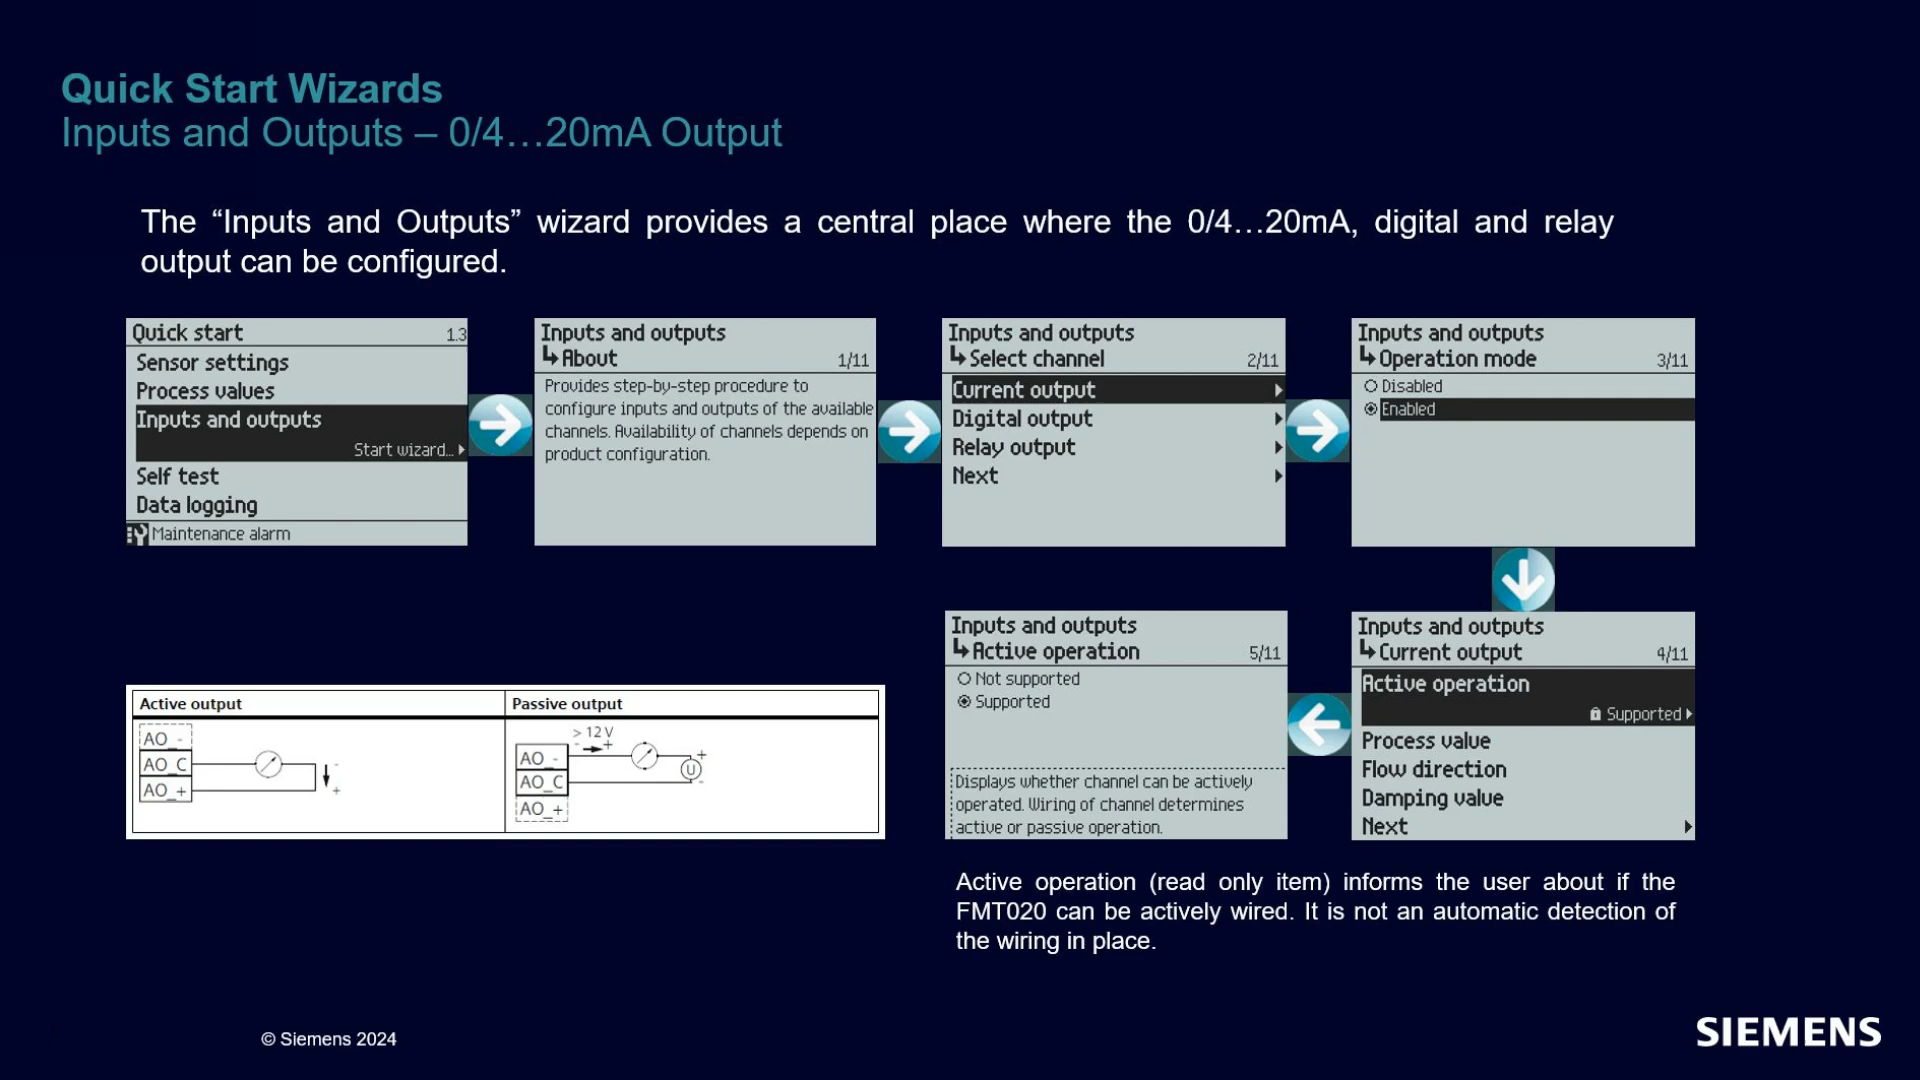 Quick Start Wizards
Inputs and Outputs – 0/4…20mA Output
The “Inputs and Outputs” wizard provides a central place where the 0/4…20mA, digital and relay
output can be configured.
Quick start 1.3
Sensor settings
Process values
Inputs and outputs
Start wizard...
Self test
Data logging
Maintenance alarm
Inputs and outputs
About 1/11
Provides step-by-step procedure to
configure inputs and outputs of the available
channels. Availability of channels depends on
product configuration.
Inputs and outputs
Select channel 2/11
Current output
Digital output
Relay output
Next
Inputs and outputs
Operation mode 3/11
Disabled
Enabled
Inputs and outputs
Current output 4/11
Active operation
Supported
Process value
Flow direction
Damping value
Next
Inputs and outputs
Active operation 5/11
Not supported
Supported
Displays whether channel can be actively
operated. Wiring of channel determines
active or passive operation.
Active output
AO_-
AO_C
AO_+
-
+
Passive output
> 12 V
- +
AO_-
AO_C
AO_+
+
U
-
Active operation (read only item) informs the user about if the
FMT020 can be actively wired. It is not an automatic detection of
the wiring in place.
© Siemens 2024
SIEMENS